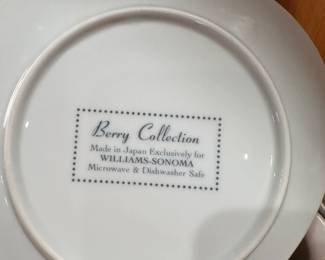 Berry Collection
Made in Japan Exclusively for
WILLIAMS-SONOMA
Microwave & Dishwasher Safe